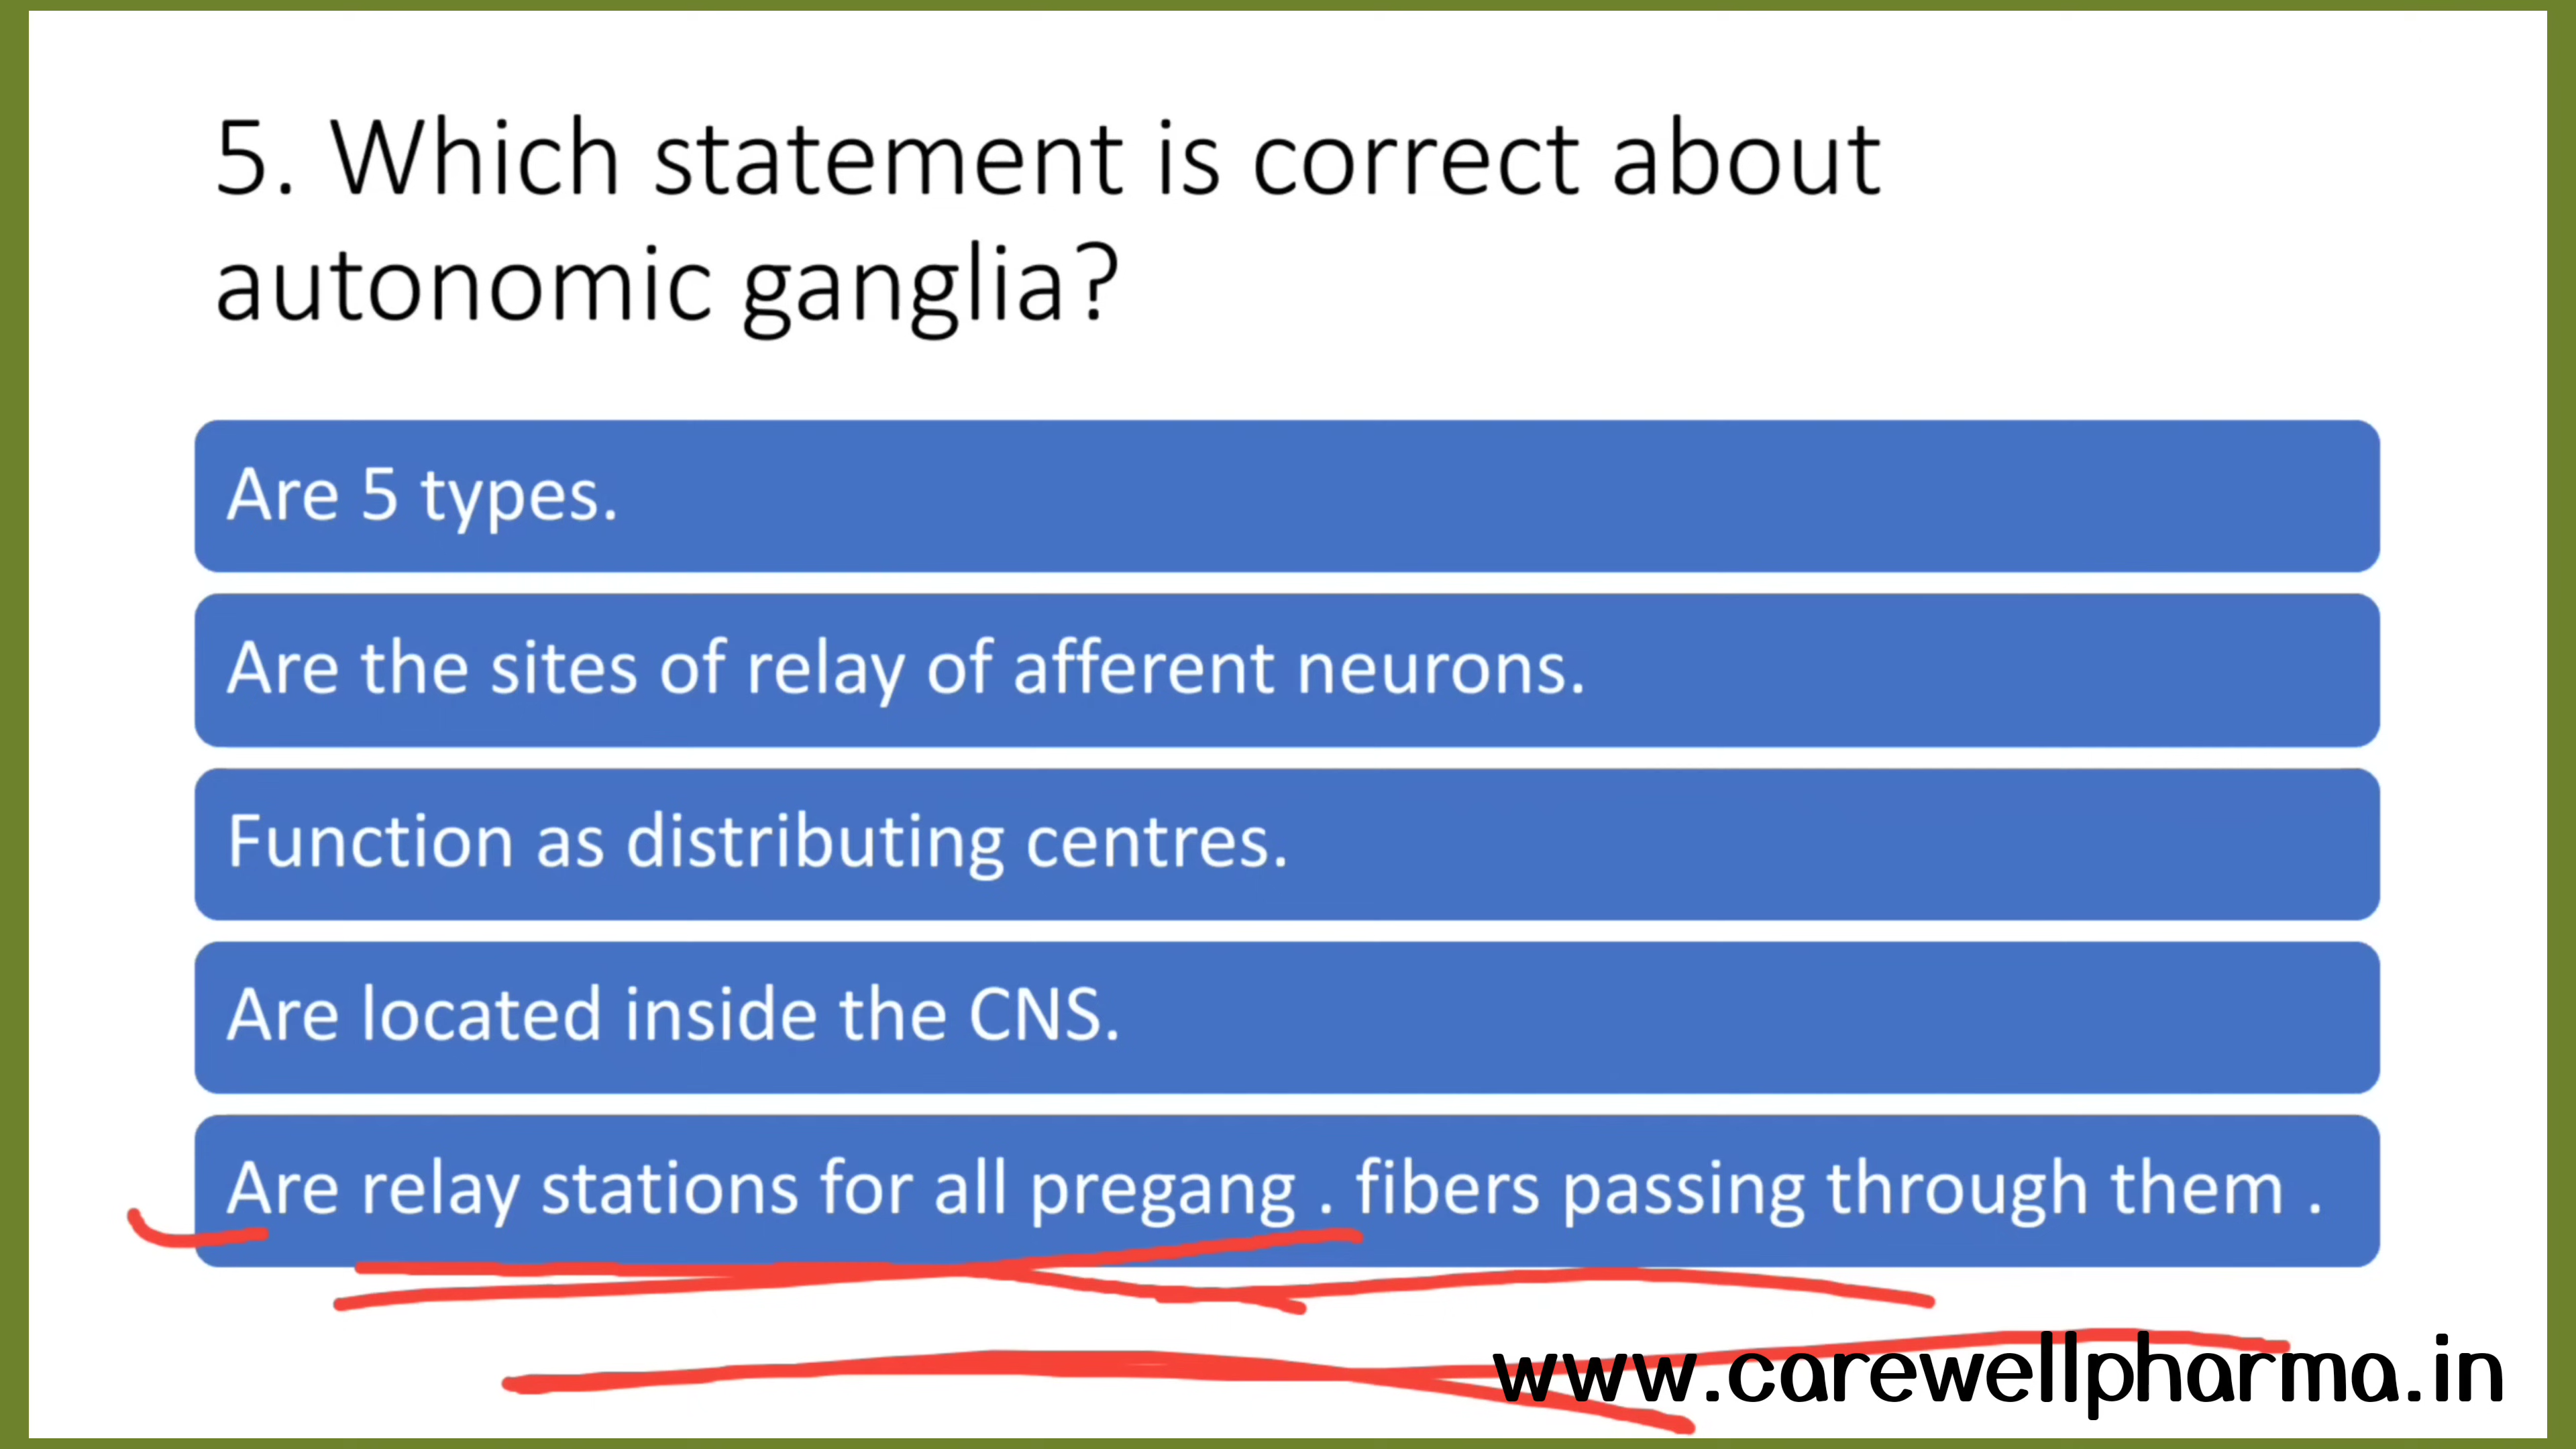 5. Which statement is correct about
autonomic ganglia?
Are 5 types.
Are the sites of relay of afferent neurons.
Function as distributing centres.
Are located inside the CNS.
Are relay stations for all pregang . fibers passing through them .
www.carewellpharma.in